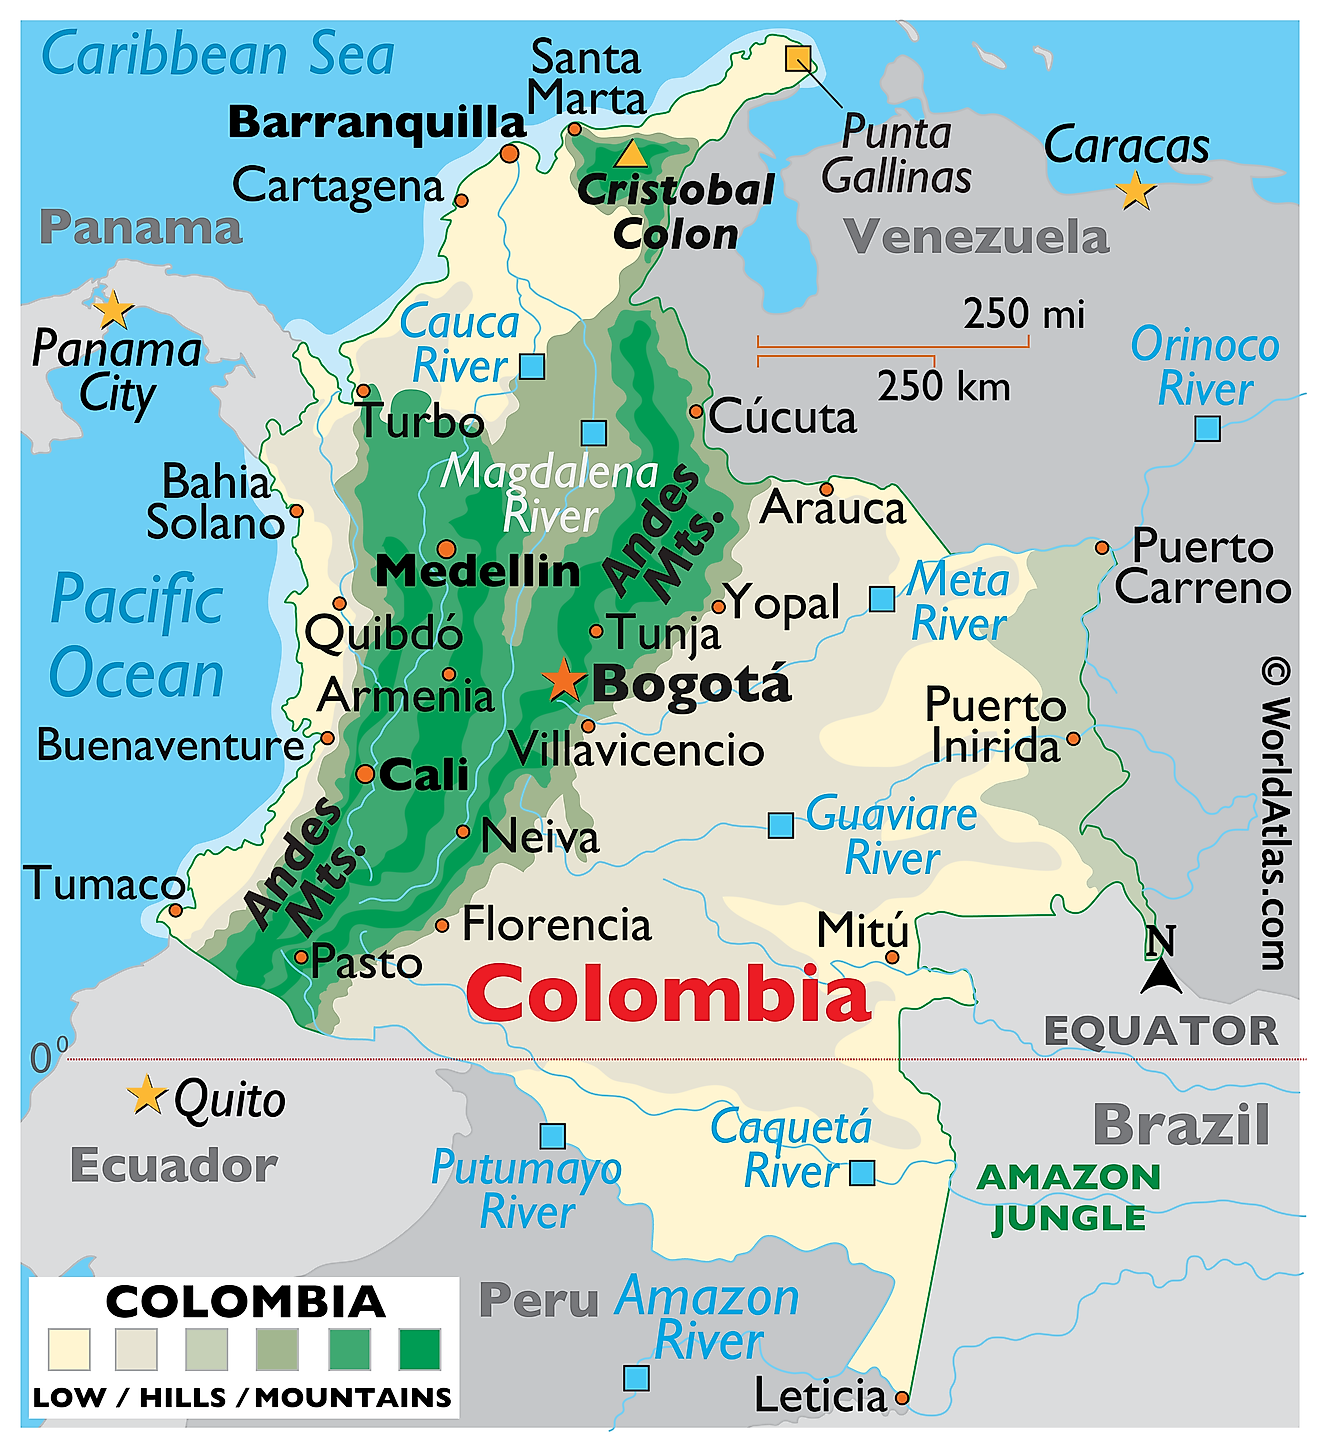 Caribbean Sea
Santa
Marta
Barranquilla
Cartagena
Punta
Gallinas
Caracas
Cristobal
Colon
Panama
Venezuela
Panama
City
Cauca
River
250 mi
250 km
Orinoco
River
Turbo
Cúcuta
Magdalena
River
Bahia
Solano
Andes
Mts.
Arauca
Puerto
Carreno
Medellin
Pacific
Ocean
Yopal
Meta
River
Quibdó
Tunja
Armenia
Bogotá
Puerto
Inirida
Buenaventure
Villavicencio
Cali
© WorldAtlas.com
Andes
Mts.
Neiva
Guaviare
River
Tumaco
Florencia
Mitú
Pasto
N
Colombia
EQUATOR
0º
Quito
Ecuador
Putumayo
River
Caquetá
River
Brazil
AMAZON
JUNGLE
Peru
Amazon
River
Leticia
COLOMBIA
LOW / HILLS / MOUNTAINS